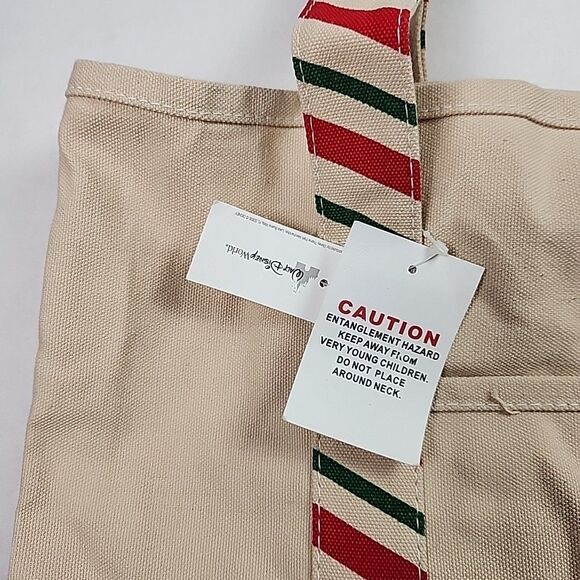 Walt Disney World.
CAUTION
ENTANGLEMENT HAZARD
KEEP AWAY FROM
VERY YOUNG CHILDREN.
DO NOT PLACE
AROUND NECK.